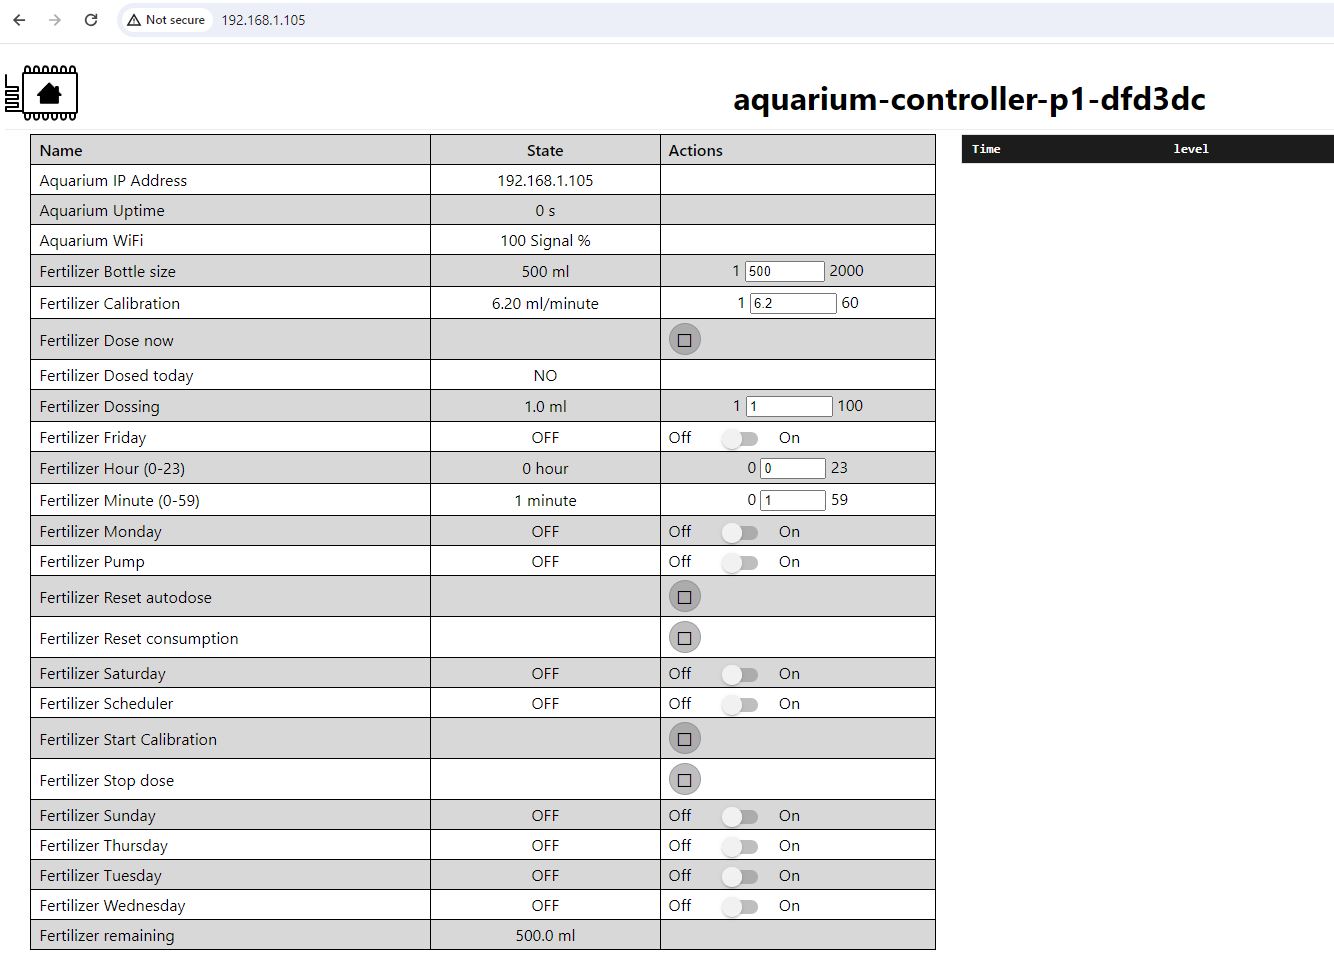 Not secure 192.168.1.105
aquarium-controller-p1-dfd3dc
Name State Actions
Time level
Aquarium IP Address 192.168.1.105
Aquarium Uptime 0 s
Aquarium WiFi 100 Signal %
Fertilizer Bottle size 500 ml 1 500 2000
Fertilizer Calibration 6.20 ml/minute 1 6.2 60
Fertilizer Dose now
Fertilizer Dosed today NO
Fertilizer Dossing 1.0 ml 1 1 100
Fertilizer Friday OFF Off On
Fertilizer Hour (0-23) 0 hour 0 0 23
Fertilizer Minute (0-59) 1 minute 0 1 59
Fertilizer Monday OFF Off On
Fertilizer Pump OFF Off On
Fertilizer Reset autodose
Fertilizer Reset consumption
Fertilizer Saturday OFF Off On
Fertilizer Scheduler OFF Off On
Fertilizer Start Calibration
Fertilizer Stop dose
Fertilizer Sunday OFF Off On
Fertilizer Thursday OFF Off On
Fertilizer Tuesday OFF Off On
Fertilizer Wednesday OFF Off On
Fertilizer remaining 500.0 ml